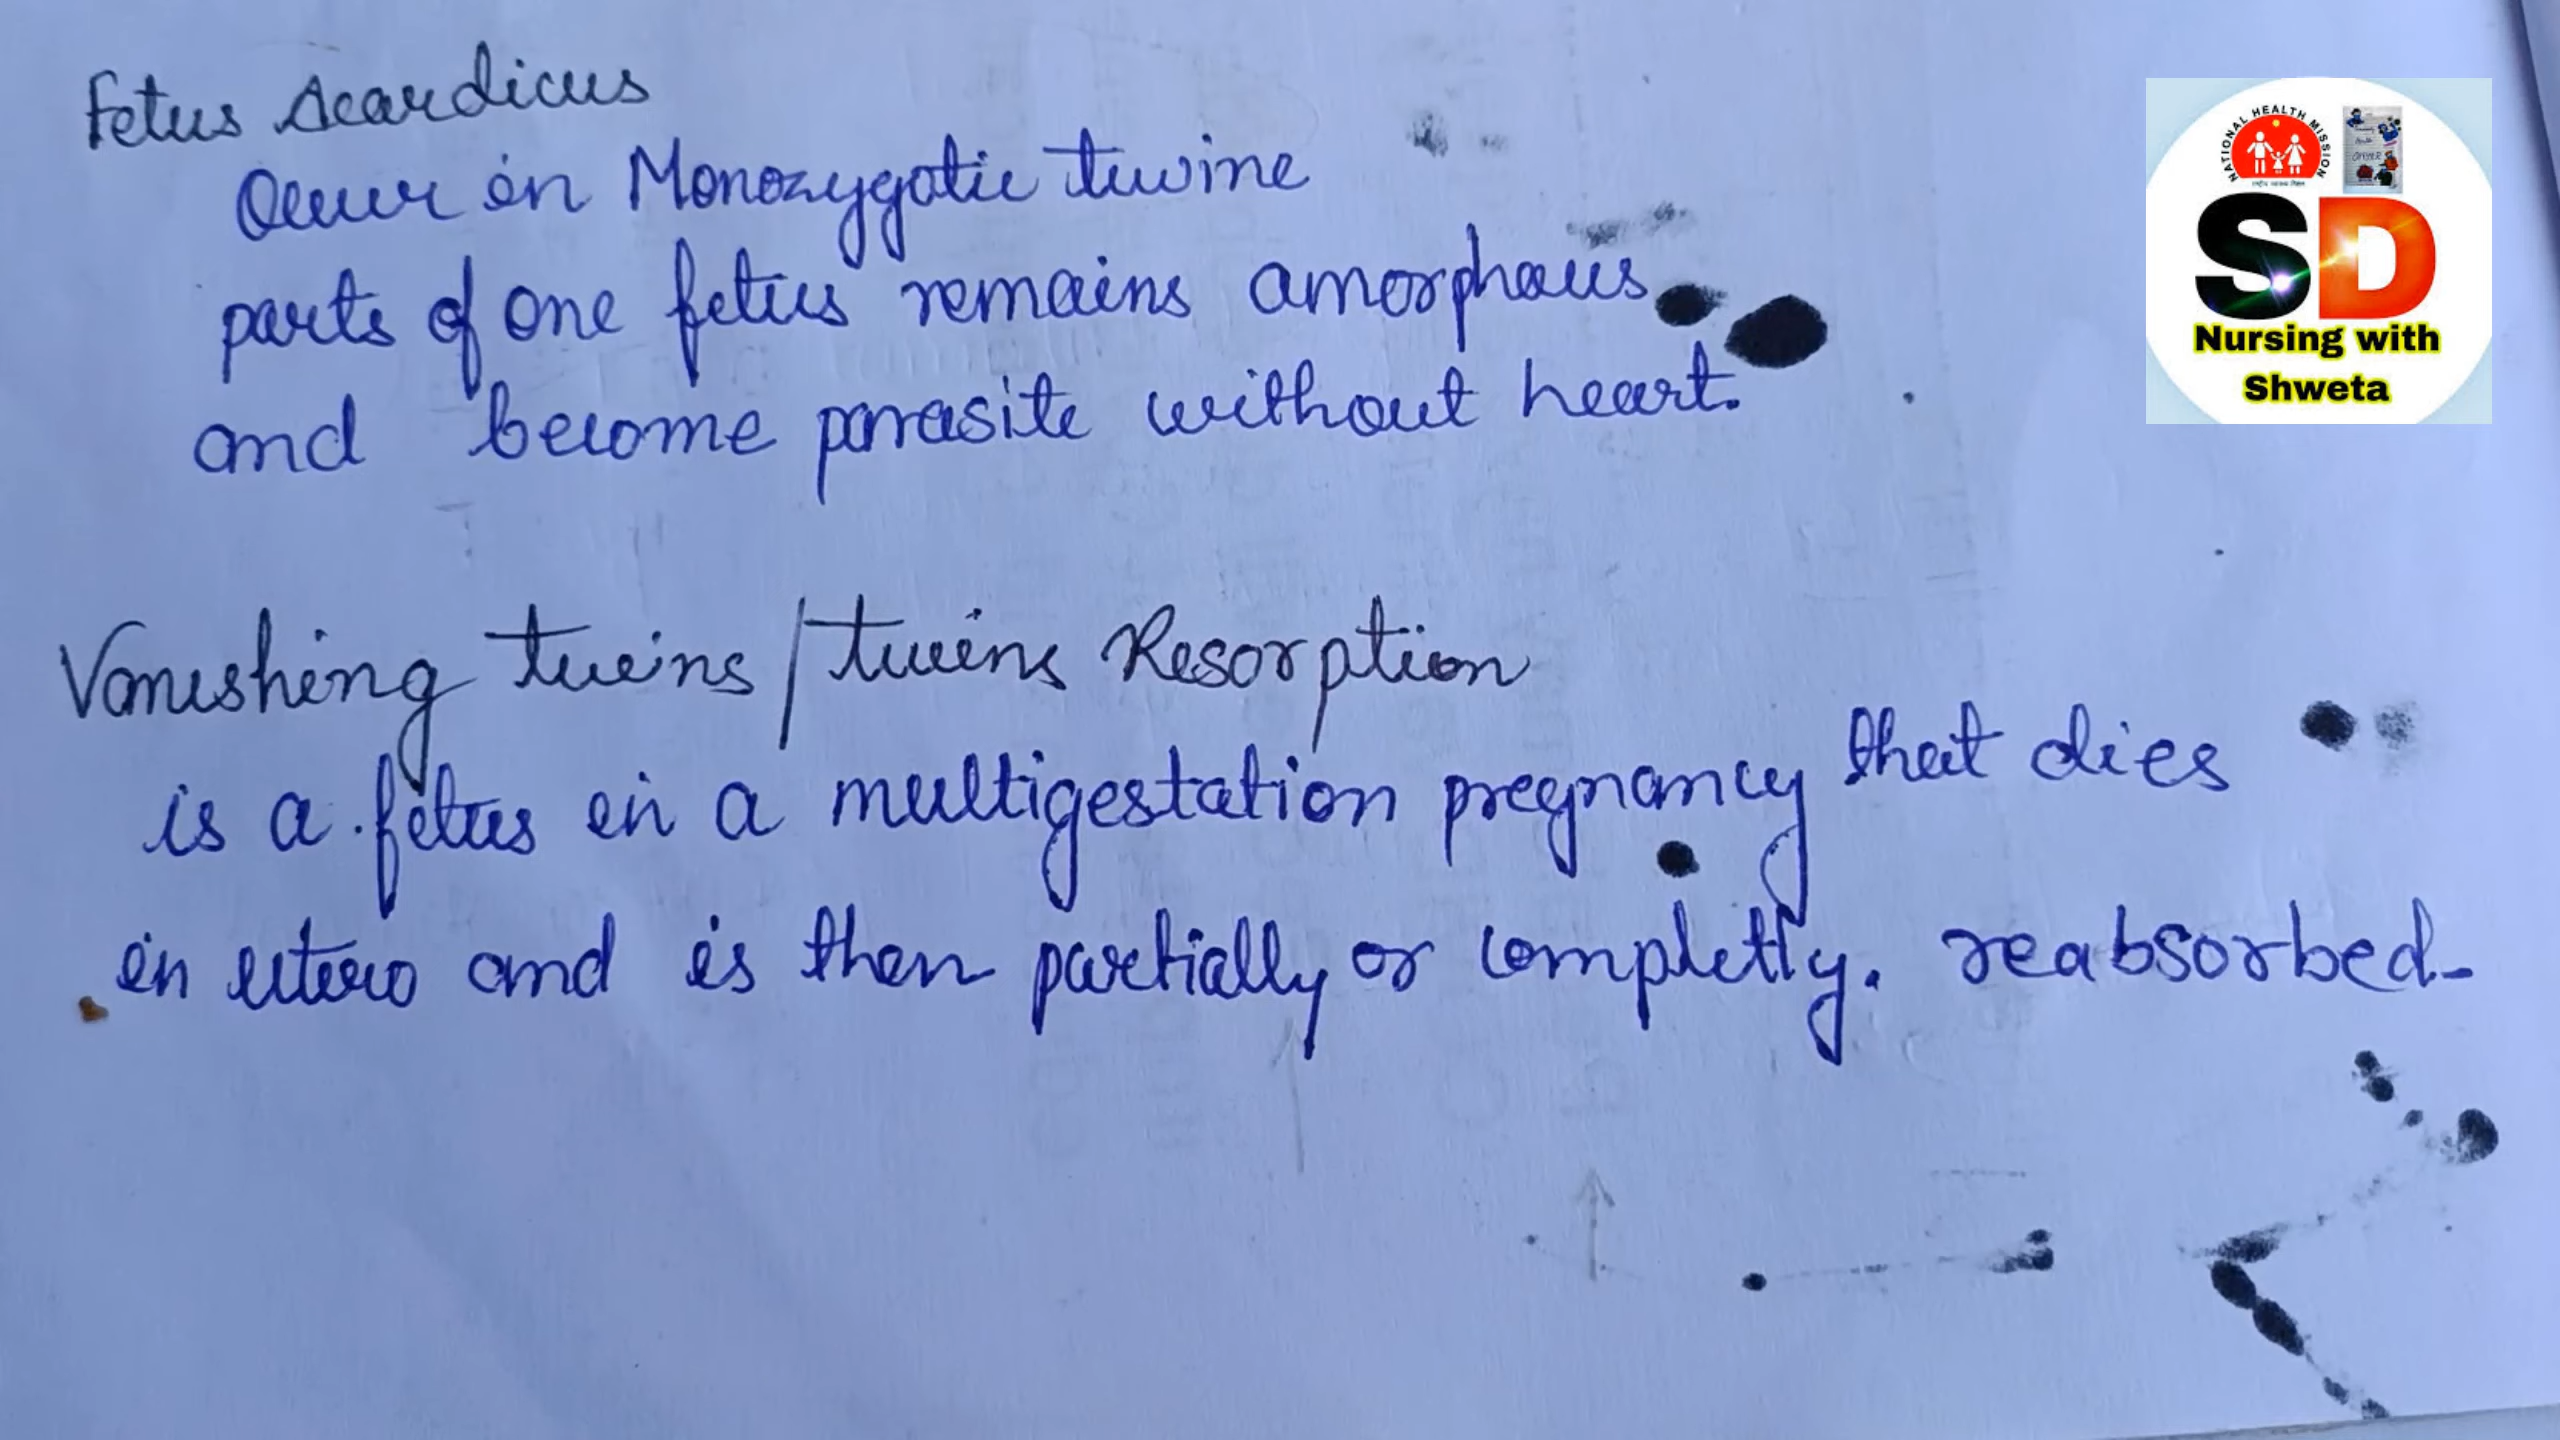 Fetus Acardicus
Occur in Monozygotic twine
parts of one fetus remains amorphous
and become parasite without heart.
Vanishing twins / twins Resorption
is a fetus in a multigestation pregnancy that dies
in utero and is then partially or completly. reabsorbed-
NATIONAL HEALTH MISSION
SD
Nursing with
Shweta